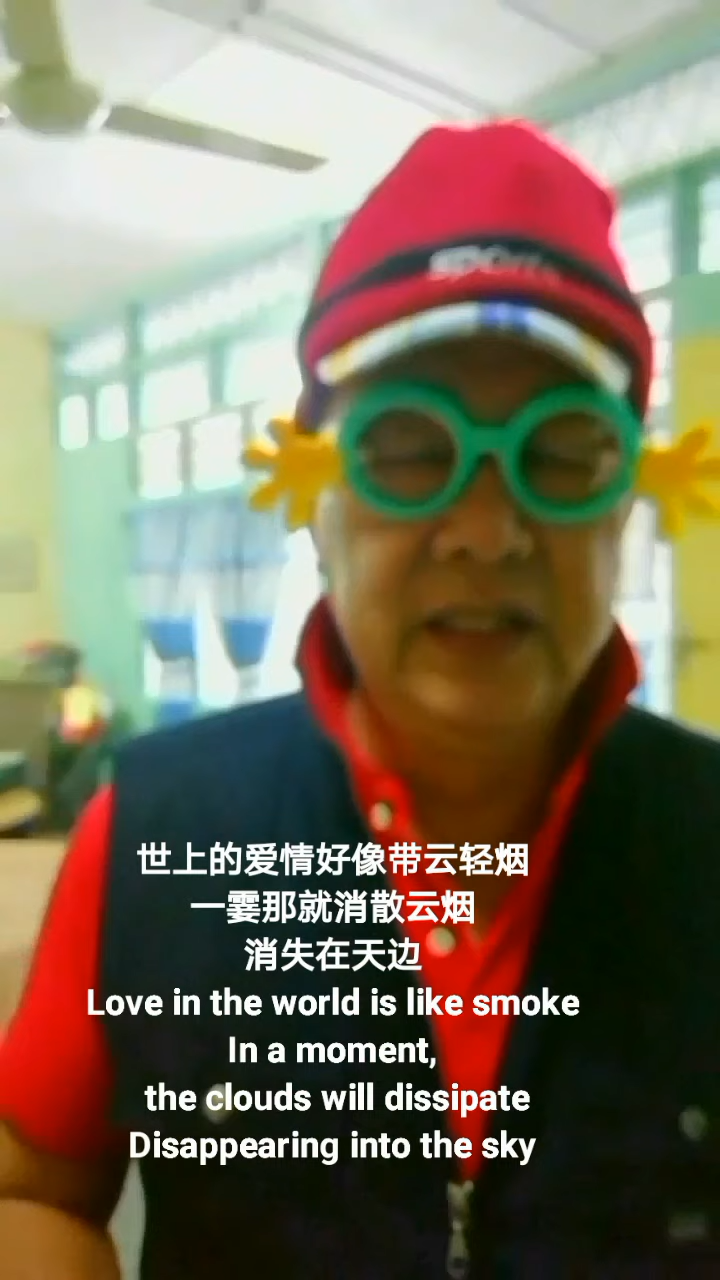 sports
世上的爱情好像带云轻烟
一霎那就消散云烟
消失在天边
Love in the world is like smoke
In a moment,
the clouds will dissipate
Disappearing into the sky